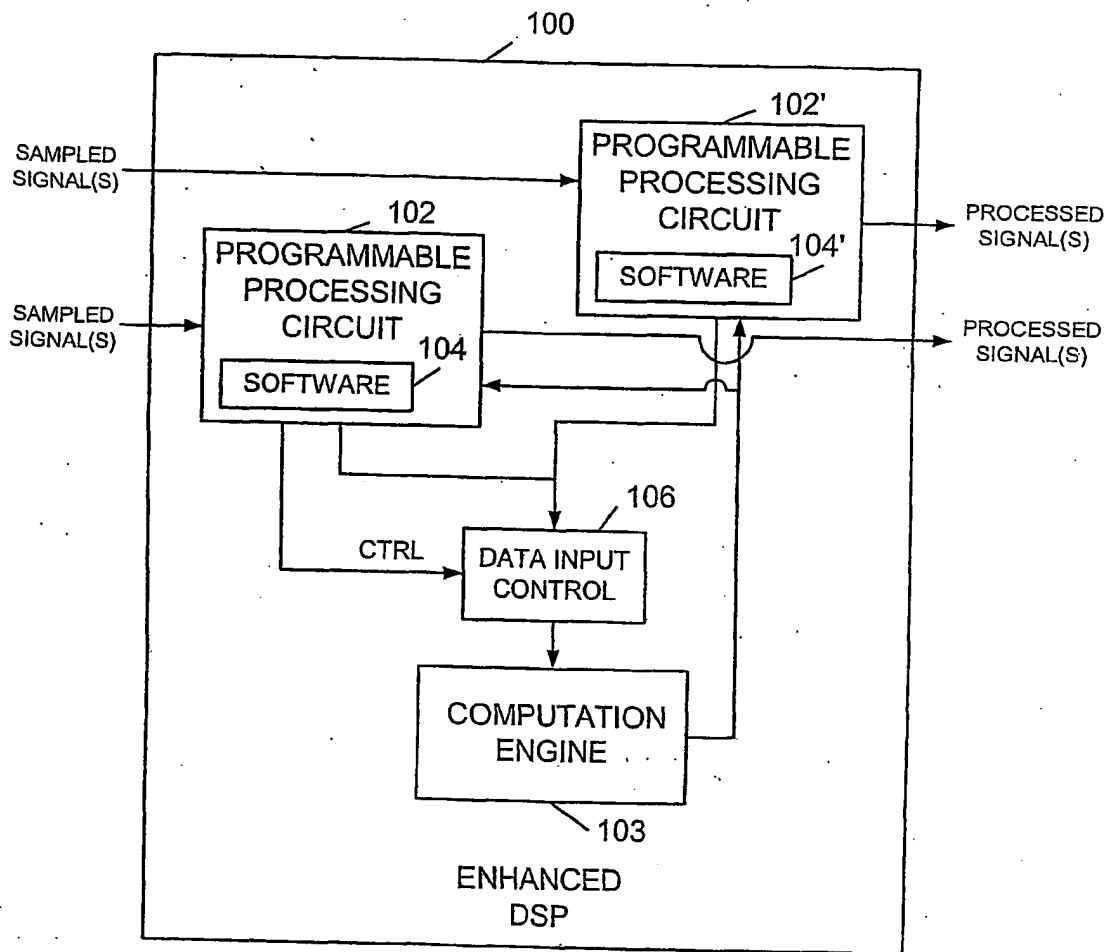 100
102'
PROGRAMMABLE
PROCESSING
CIRCUIT
104'
SOFTWARE
SAMPLED
SIGNAL(S)
PROCESSED
SIGNAL(S)
102
PROGRAMMABLE
PROCESSING
CIRCUIT
104
SOFTWARE
SAMPLED
SIGNAL(S)
PROCESSED
SIGNAL(S)
106
CTRL
DATA INPUT
CONTROL
COMPUTATION
ENGINE
103
ENHANCED
DSP